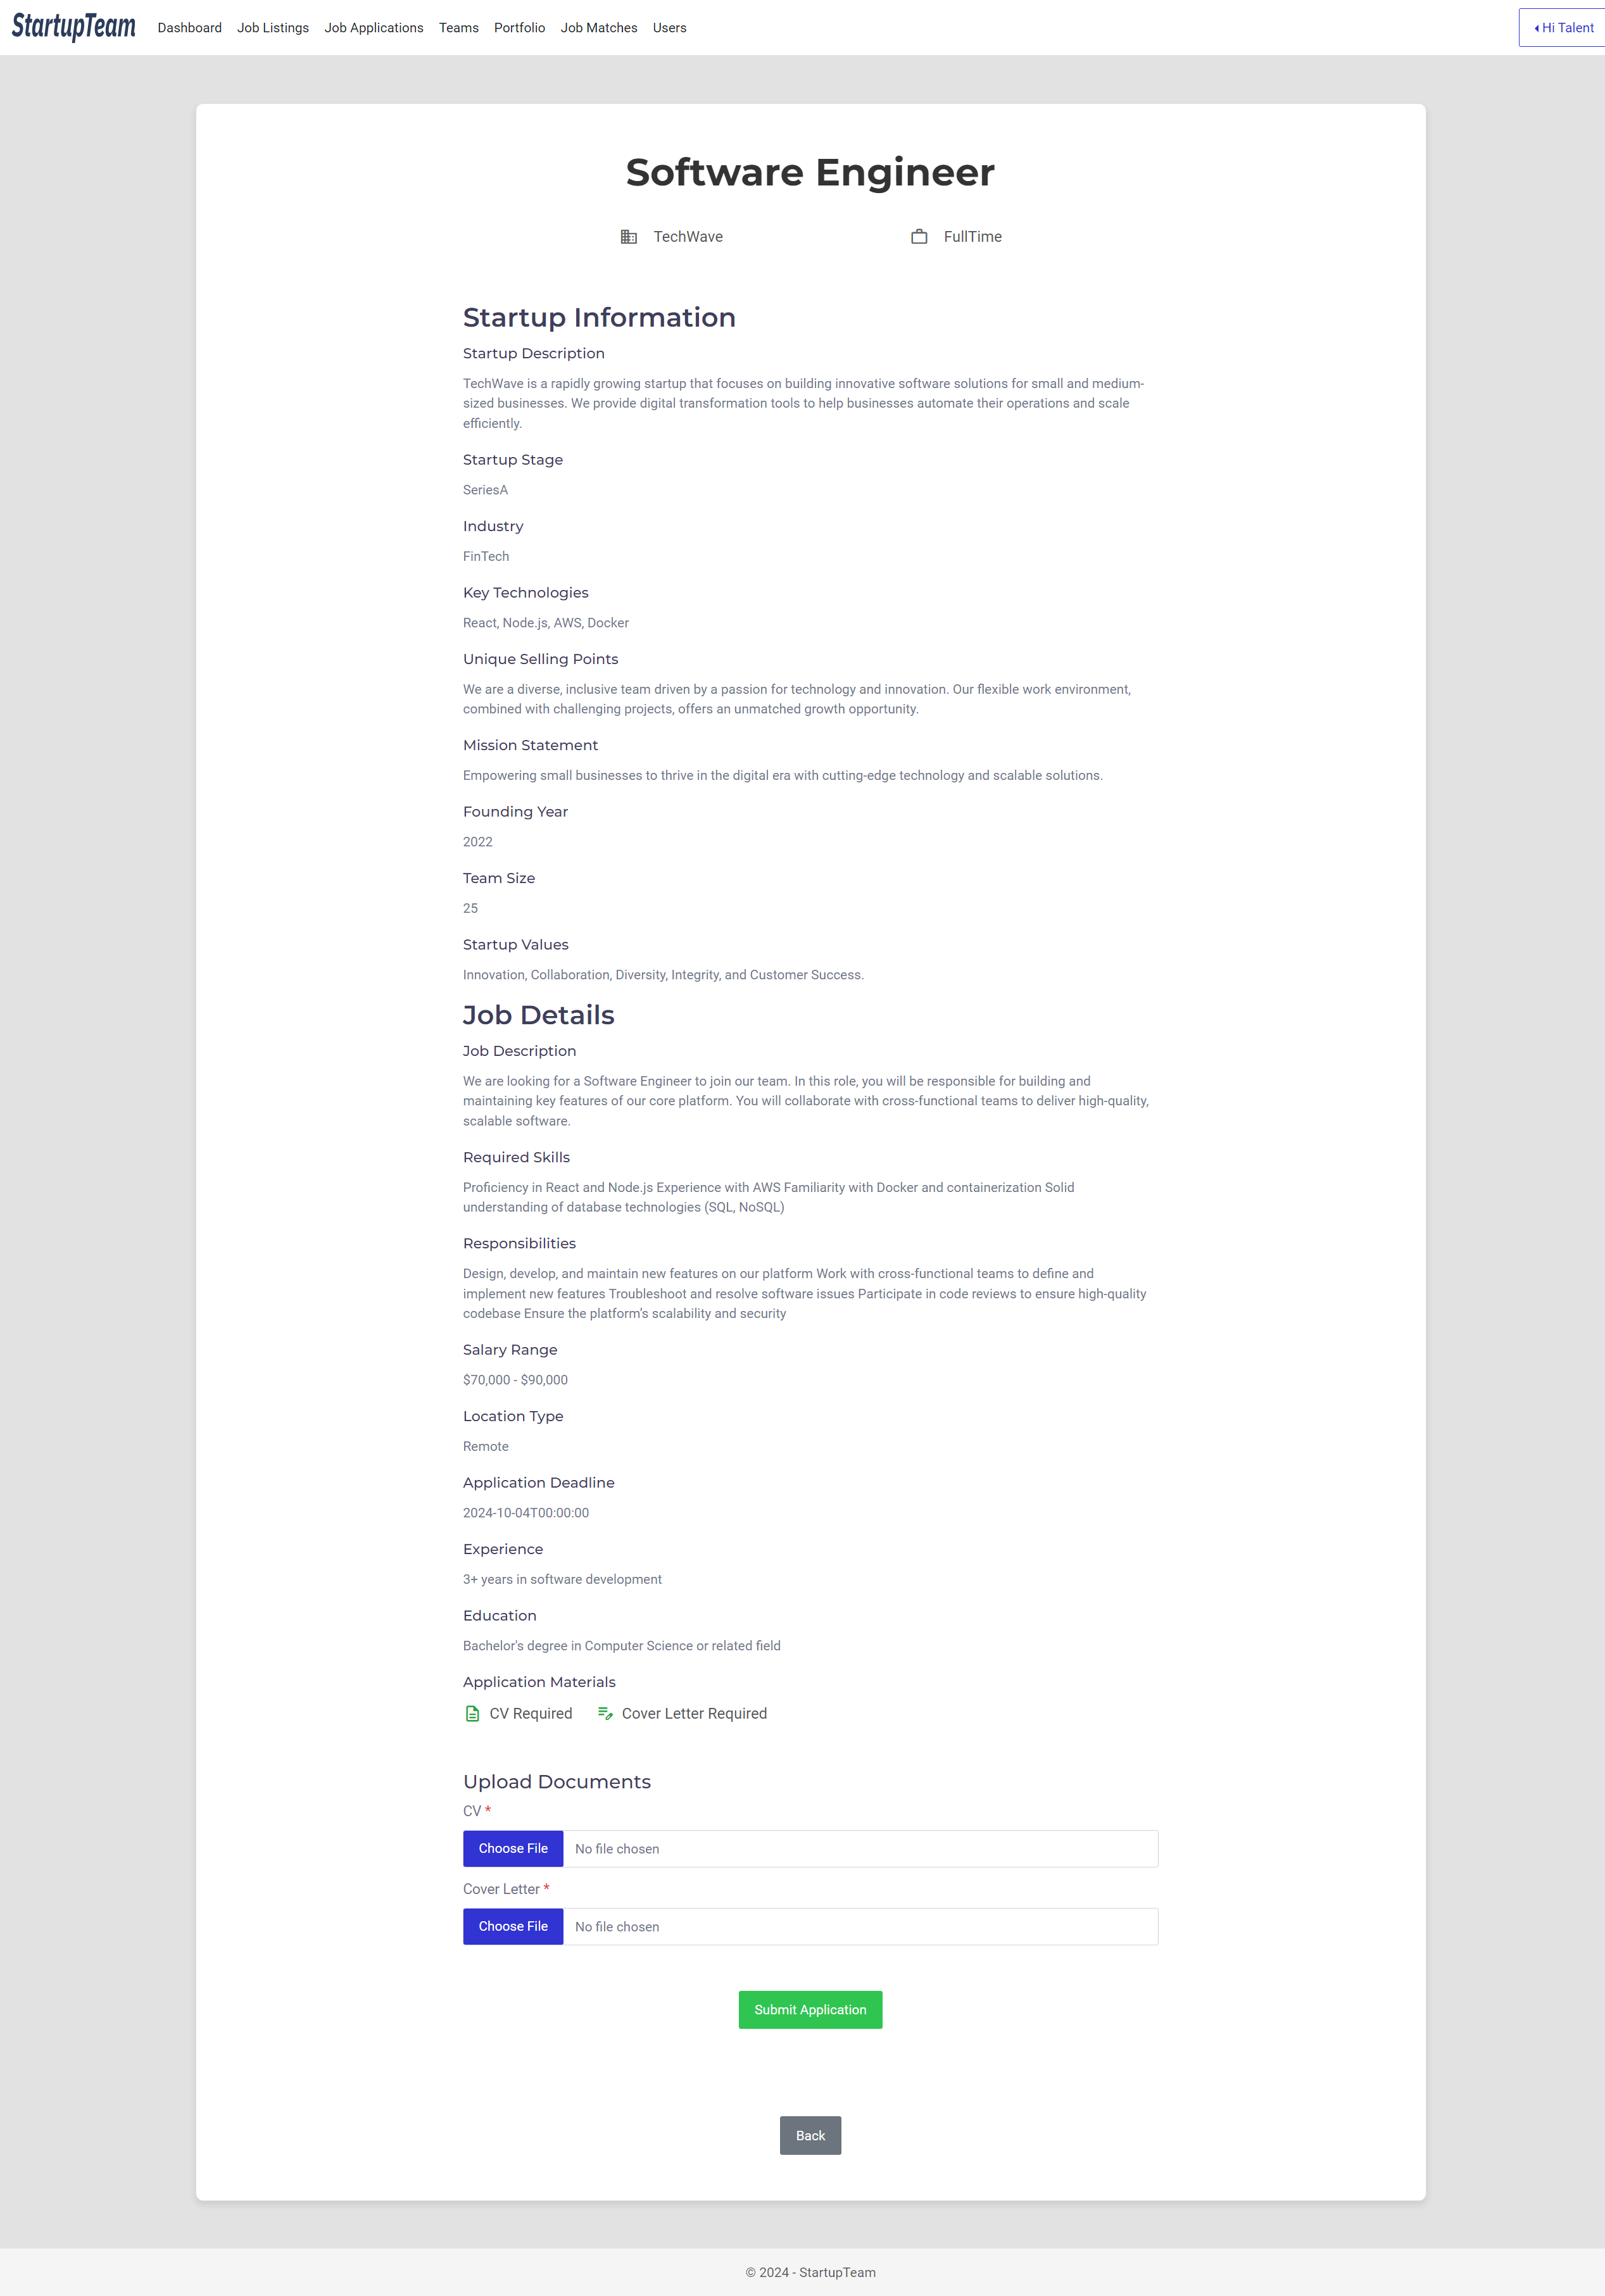 StartupTeam Dashboard Job Listings Job Applications Teams Portfolio Job Matches Users Hi Talent
Software Engineer
TechWave FullTime
Startup Information
Startup Description
TechWave is a rapidly growing startup that focuses on building innovative software solutions for small and medium-
sized businesses. We provide digital transformation tools to help businesses automate their operations and scale
efficiently.
Startup Stage
SeriesA
Industry
FinTech
Key Technologies
React, Node.js, AWS, Docker
Unique Selling Points
We are a diverse, inclusive team driven by a passion for technology and innovation. Our flexible work environment,
combined with challenging projects, offers an unmatched growth opportunity.
Mission Statement
Empowering small businesses to thrive in the digital era with cutting-edge technology and scalable solutions.
Founding Year
2022
Team Size
25
Startup Values
Innovation, Collaboration, Diversity, Integrity, and Customer Success.
Job Details
Job Description
We are looking for a Software Engineer to join our team. In this role, you will be responsible for building and
maintaining key features of our core platform. You will collaborate with cross-functional teams to deliver high-quality,
scalable software.
Required Skills
Proficiency in React and Node.js Experience with AWS Familiarity with Docker and containerization Solid
understanding of database technologies (SQL, NoSQL)
Responsibilities
Design, develop, and maintain new features on our platform Work with cross-functional teams to define and
implement new features Troubleshoot and resolve software issues Participate in code reviews to ensure high-quality
codebase Ensure the platform's scalability and security
Salary Range
$70,000 - $90,000
Location Type
Remote
Application Deadline
2024-10-04T00:00:00
Experience
3+ years in software development
Education
Bachelor's degree in Computer Science or related field
Application Materials
CV Required Cover Letter Required
Upload Documents
CV *
Choose File No file chosen
Cover Letter *
Choose File No file chosen
Submit Application
Back
© 2024 - StartupTeam